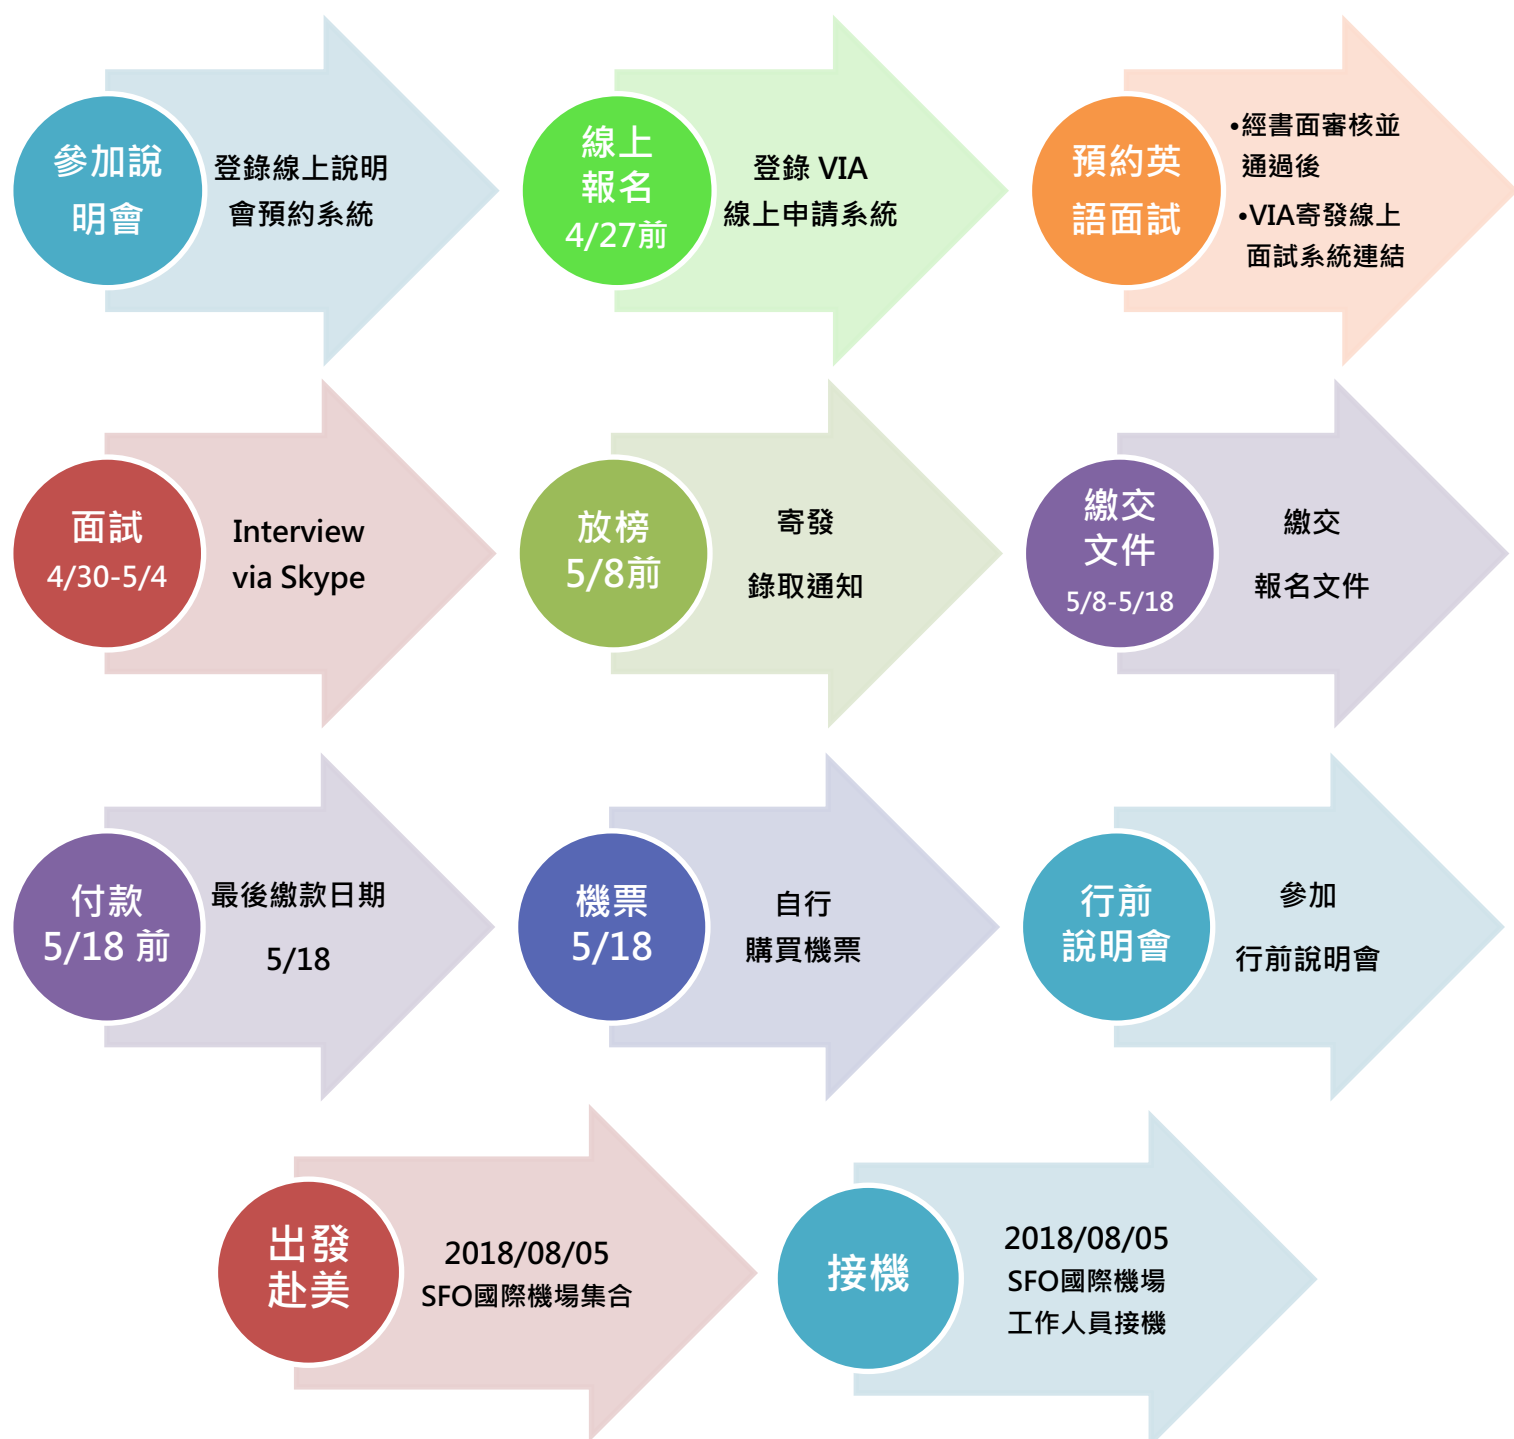 參加說
明會
登錄線上說明
會預約系統
線上
報名
4/27前
登錄 VIA
線上申請系統
預約英
語面試
•經書面審核並
通過後
•VIA寄發線上
面試系統連結
面試
4/30-5/4
Interview
via Skype
放榜
5/8前
寄發
錄取通知
繳交
文件
5/8-5/18
繳交
報名文件
付款
5/18 前
最後繳款日期
5/18
機票
5/18
自行
購買機票
行前
說明會
參加
行前說明會
出發
赴美
2018/08/05
SFO國際機場集合
接機
2018/08/05
SFO國際機場
工作人員接機